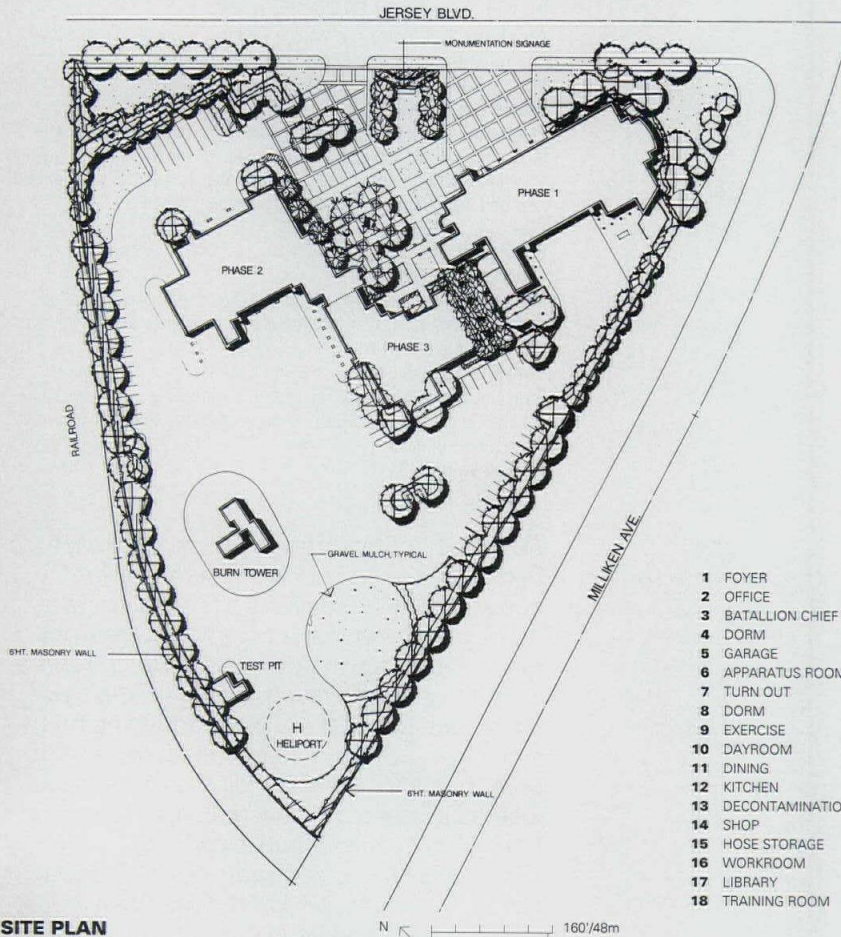 JERSEY BLVD.
MONUMENTATION SIGNAGE
PHASE 1
PHASE 2
PHASE 3
RAILROAD
MILLIKEN AVE.
BURN TOWER
GRAVEL MULCH, TYPICAL
6'HT. MASONRY WALL
TEST PIT
H
HELIPORT
6'HT. MASONRY WALL
1 FOYER
2 OFFICE
3 BATALLION CHIEF
4 DORM
5 GARAGE
6 APPARATUS ROOM
7 TURN OUT
8 DORM
9 EXERCISE
10 DAYROOM
11 DINING
12 KITCHEN
13 DECONTAMINATIO
14 SHOP
15 HOSE STORAGE
16 WORKROOM
17 LIBRARY
18 TRAINING ROOM
SITE PLAN
N
160'/48m